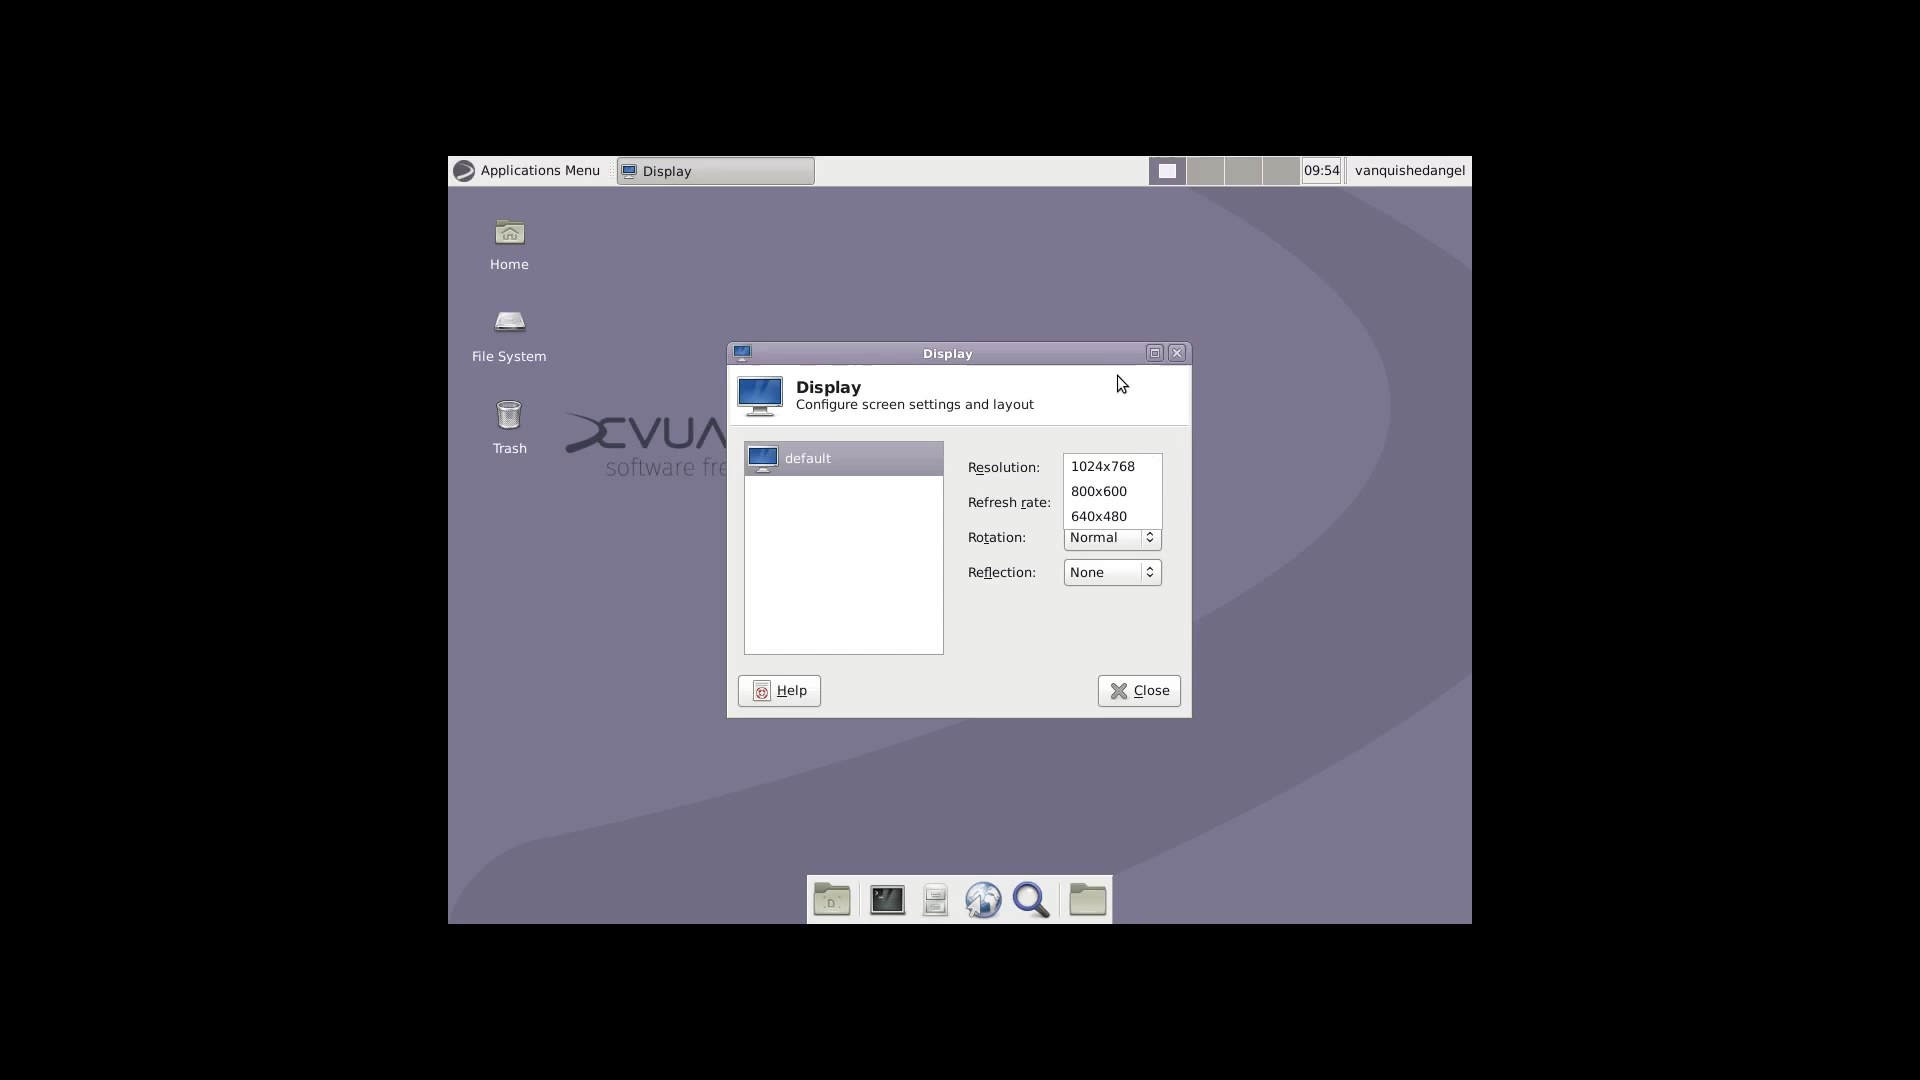 Applications Menu
Display
09:54
vanquishedangel
Home
File System
Trash
software fre
Display
Display
Configure screen settings and layout
default
Resolution:
1024x768
800x600
640x480
Refresh rate:
Rotation:
Normal
Reflection:
None
Help
Close